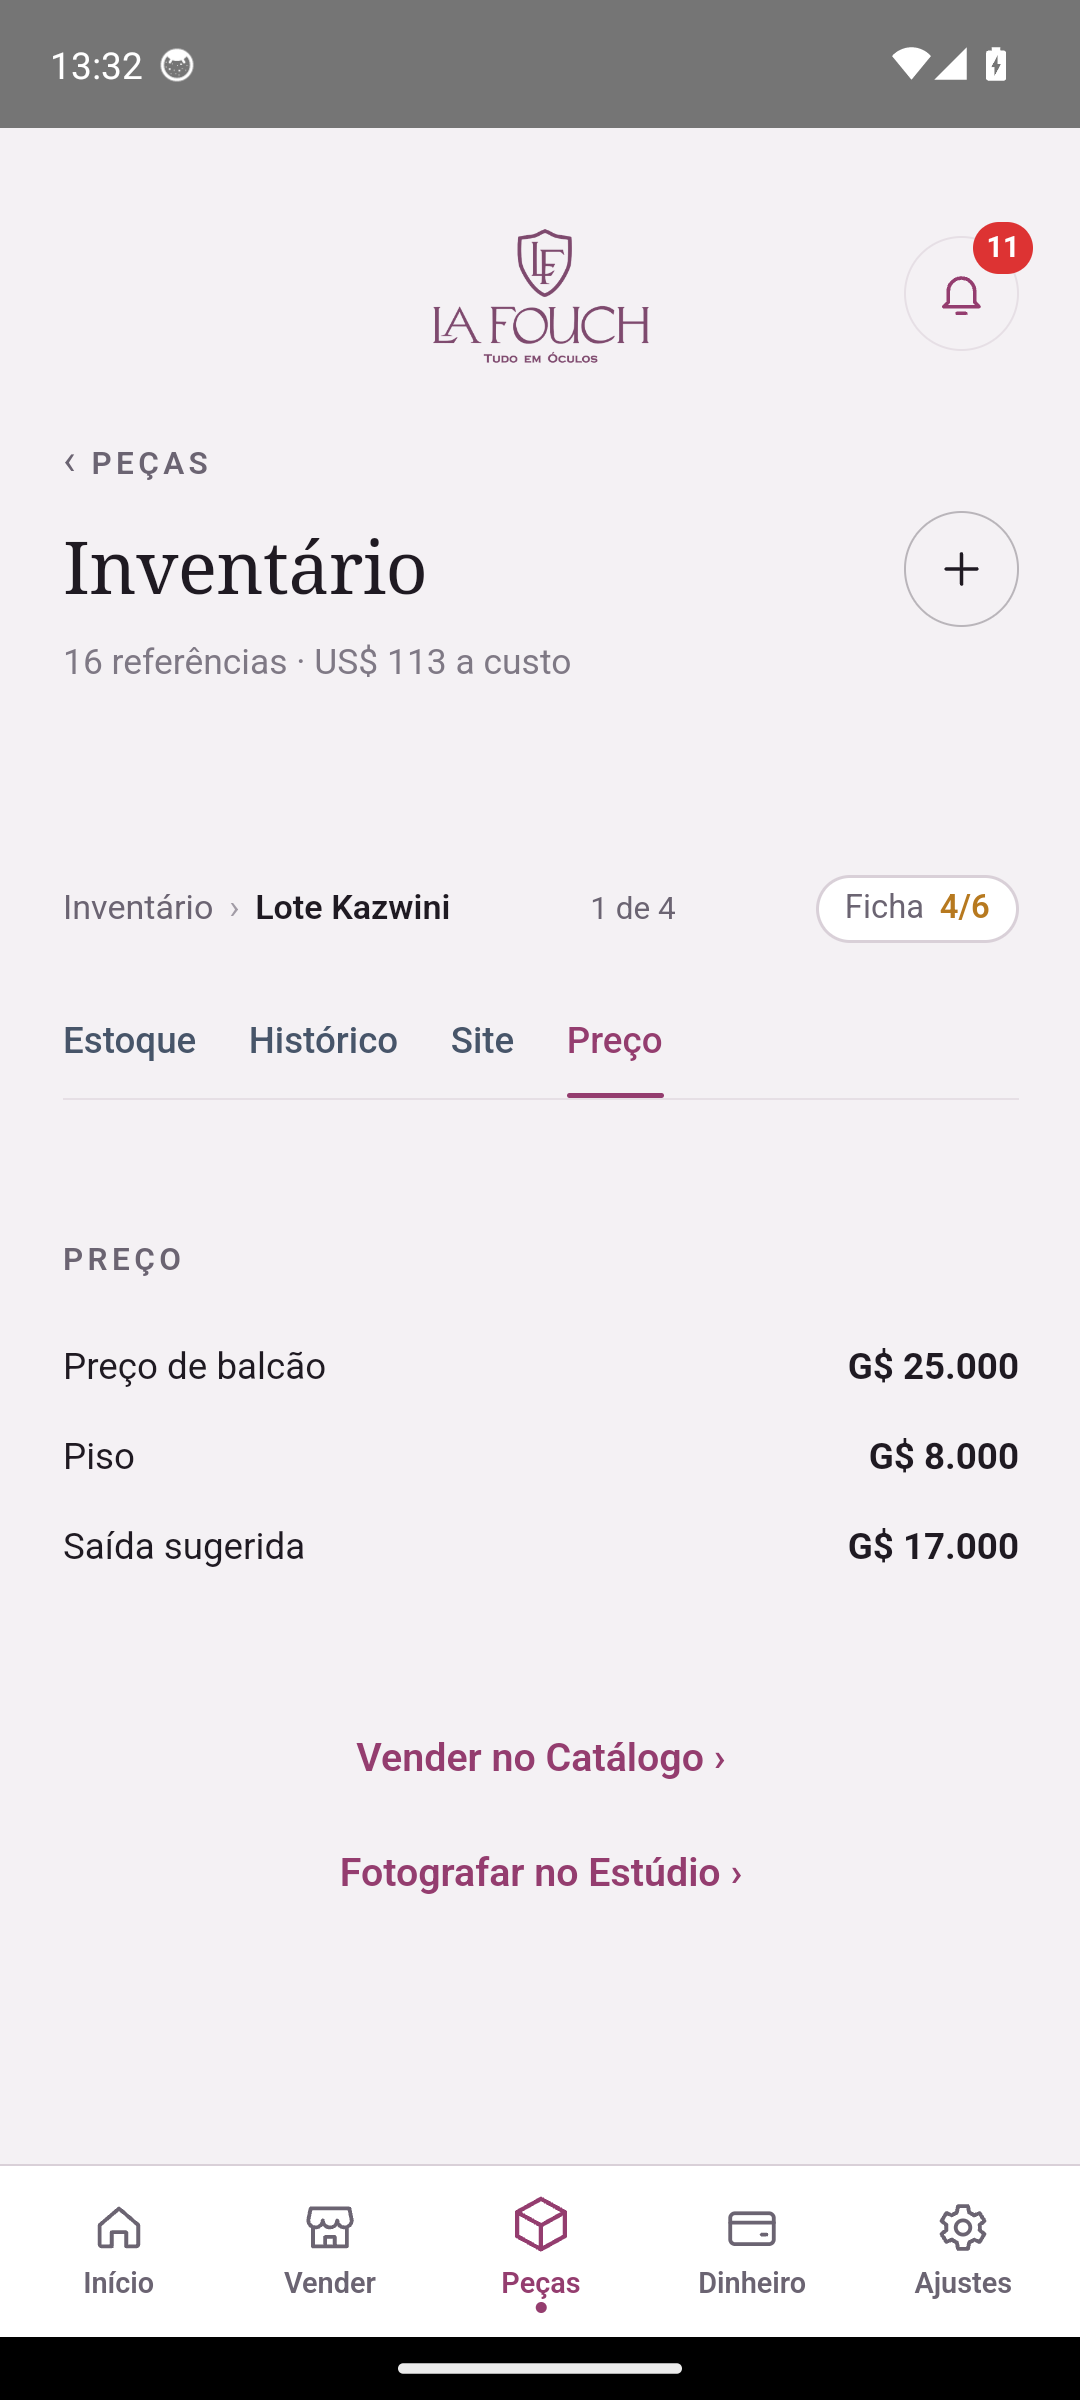 13:32
11
LF
LA FOUCH
TUDO EM ÓCULOS
‹ PEÇAS
Inventário
+
16 referências · US$ 113 a custo
Inventário › Lote Kazwini 1 de 4 Ficha 4/6
Estoque Histórico Site Preço
PREÇO
Preço de balcão G$ 25.000
Piso G$ 8.000
Saída sugerida G$ 17.000
Vender no Catálogo ›
Fotografar no Estúdio ›
Início Vender Peças Dinheiro Ajustes